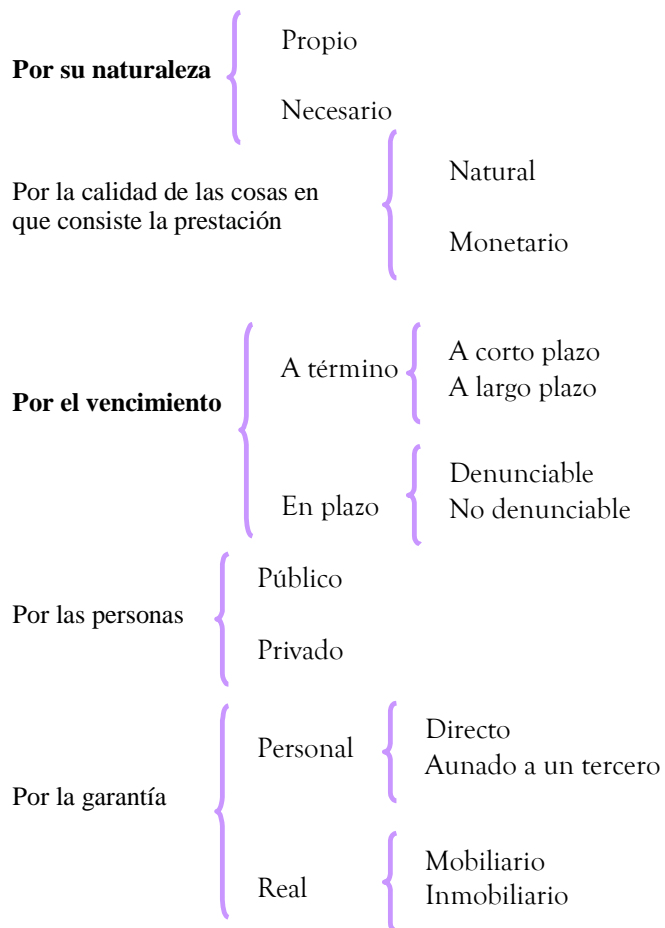 Por su naturaleza
Propio
Necesario
Por la calidad de las cosas en
que consiste la prestación
Natural
Monetario
Por el vencimiento
A término
A corto plazo
A largo plazo
En plazo
Denunciable
No denunciable
Por las personas
Público
Privado
Por la garantía
Personal
Directo
Aunado a un tercero
Real
Mobiliario
Inmobiliario